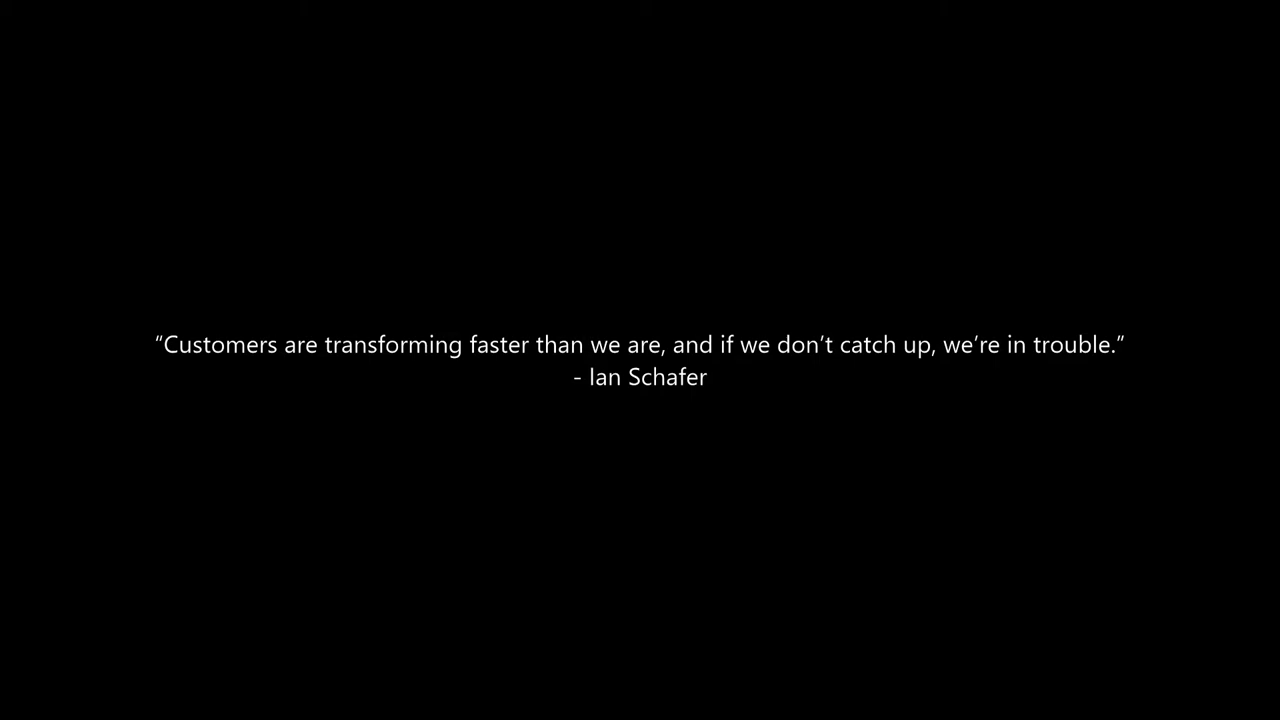 “Customers are transforming faster than we are, and if we don’t catch up, we’re in trouble.”
- Ian Schafer